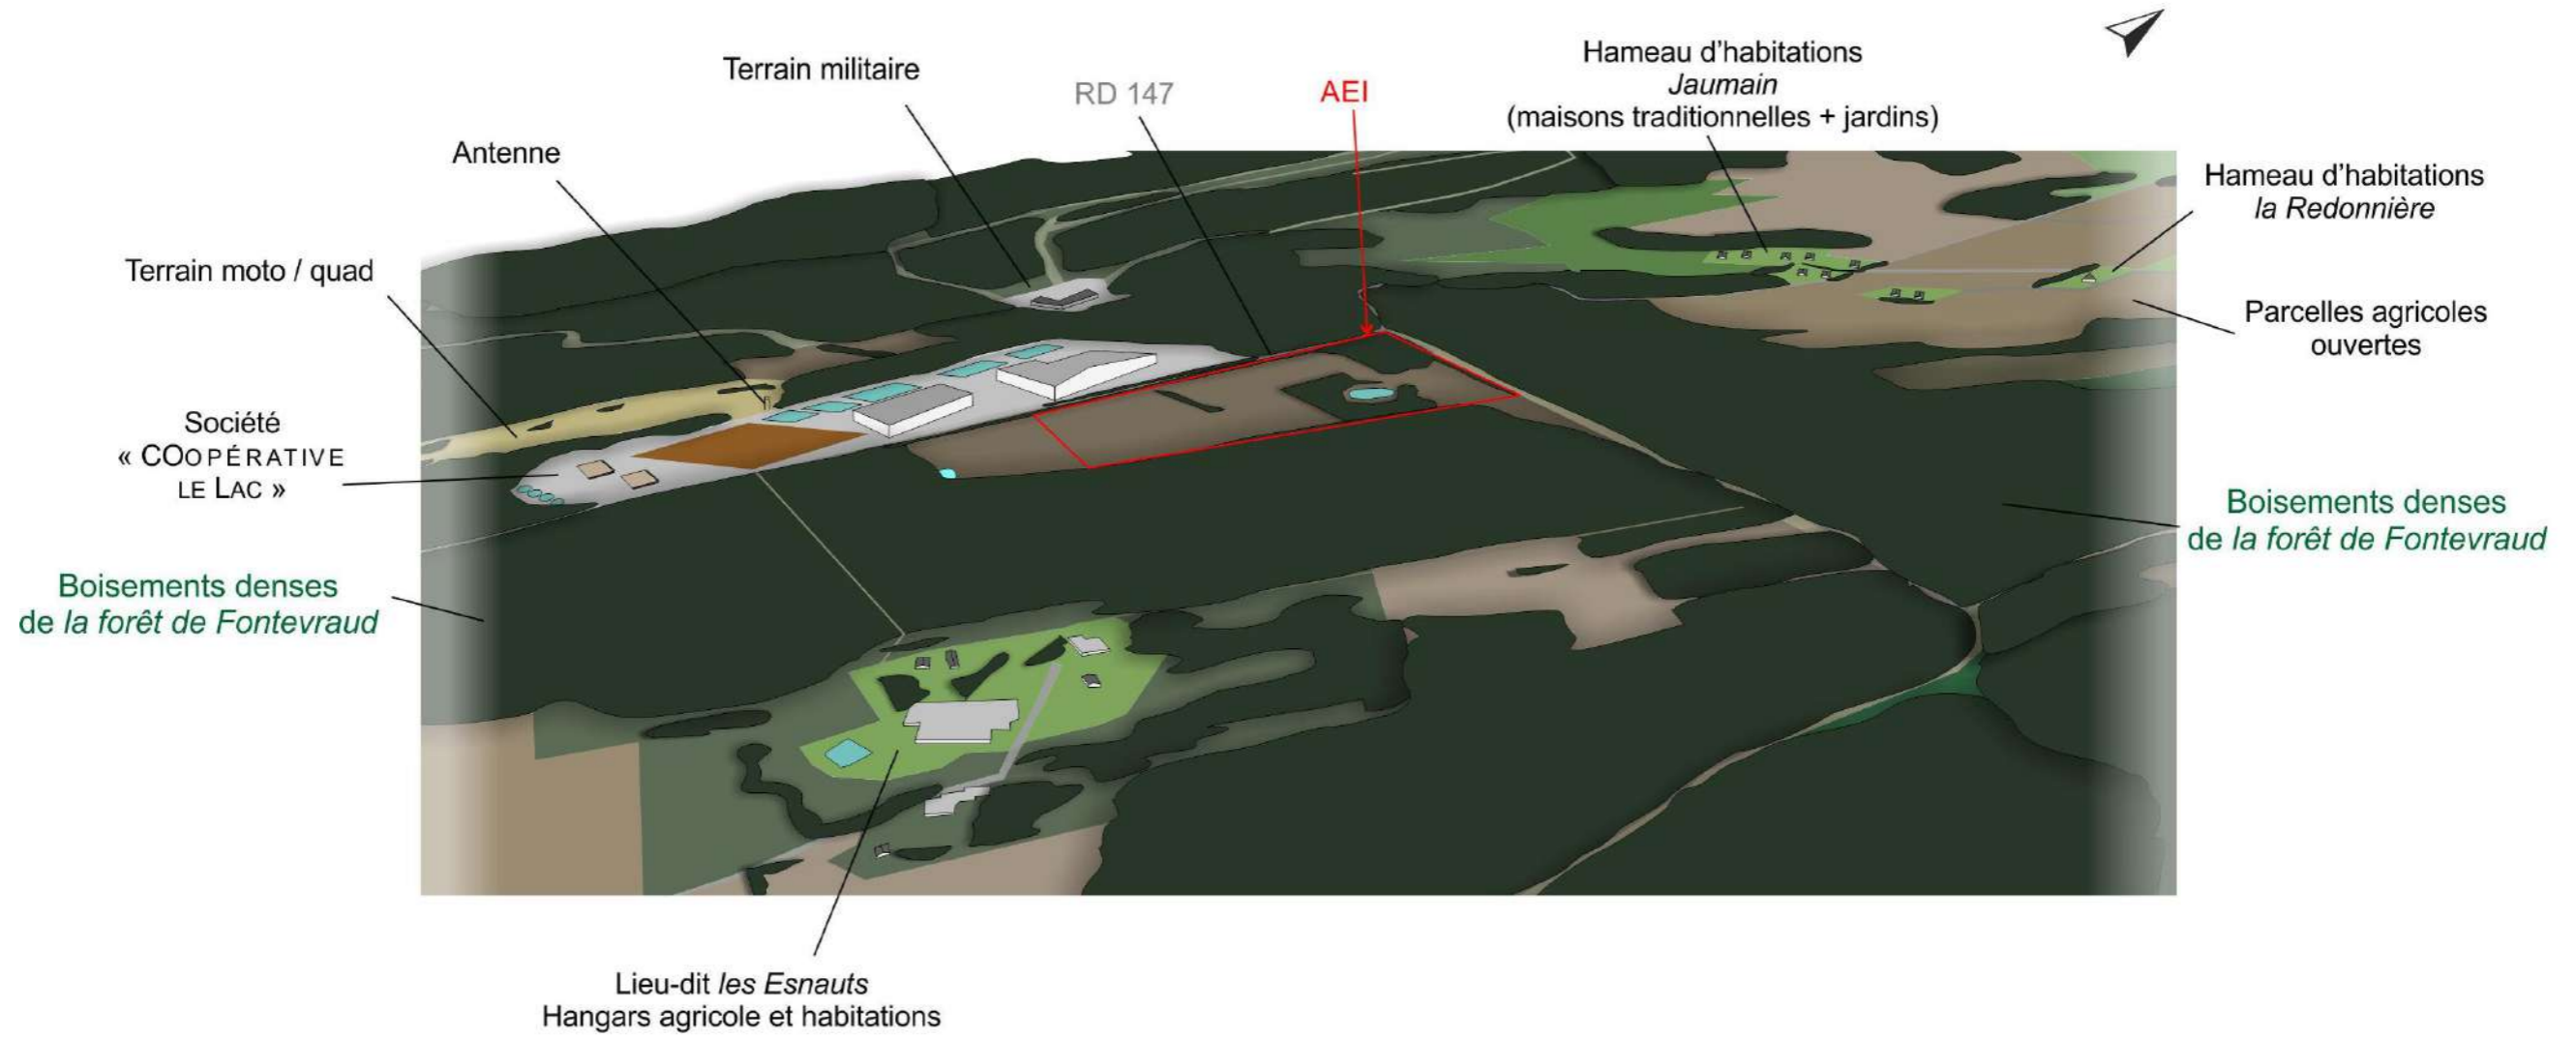 Terrain militaire
RD 147
AEI
Hameau d'habitations
Jaumain
(maisons traditionnelles + jardins)
Antenne
Hameau d'habitations
la Redonnière
Terrain moto / quad
Parcelles agricoles
ouvertes
Société
« COOPÉRATIVE
LE LAC »
Boisements denses
de la forêt de Fontevraud
Boisements denses
de la forêt de Fontevraud
Lieu-dit les Esnauts
Hangars agricole et habitations